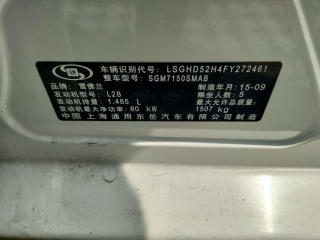 车辆识别代号: LSGHD52H4FY272461
整车型号: SGM7150SMAB
品牌: 雪佛兰 制造年月: 15-09
发动机型号: L2B 乘坐人数: 5
发动机排量: 1.485 L 最大允许总质量:
发动机最大净功率: 80 kW 1507 kg
中国 上海通用东岳汽车有限公司